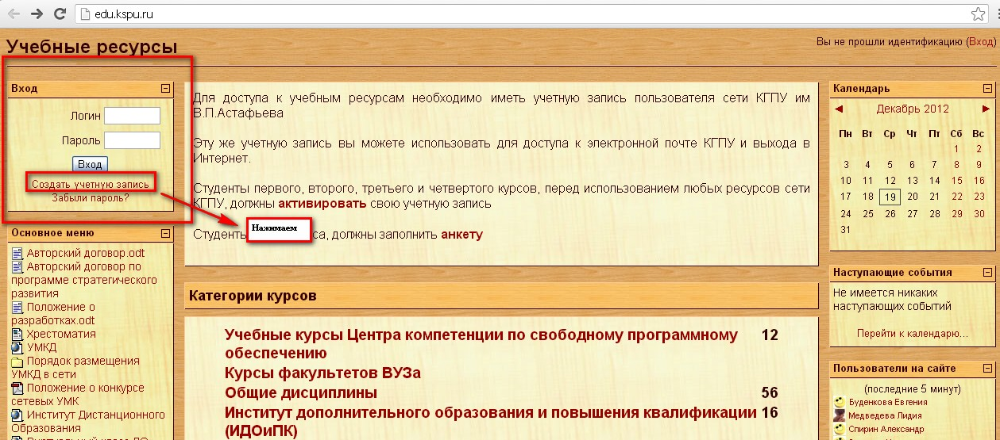 edu.kspu.ru
Учебные ресурсы
Вы не прошли идентификацию (Вход)
Вход
Логин
Пароль
Вход
Создать учетную запись
Забыли пароль?
Основное меню
Авторский договор.odt
Авторский договор по
программе стратегического
развития
Положение о
разработках.odt
Хрестоматия
УМКД
Порядок размещения
УМКД в сети
Положение о конкурсе
сетевых УМК
Институт Дистанционного
Образования
Для доступа к учебным ресурсам необходимо иметь учетную запись пользователя сети КГПУ им
В.П.Астафьева
Эту же учетную запись вы можете использовать для доступа к электронной почте КГПУ и выхода в
Интернет.
Студенты первого, второго, третьего и четвертого курсов, перед использованием любых ресурсов сети
КГПУ, должны активировать свою учетную запись
Студенты са, должны заполнить анкету
Нажимаем
Категории курсов
Учебные курсы Центра компетенции по свободному программному 12
обеспечению
Курсы факультетов ВУЗа
Общие дисциплины 56
Институт дополнительного образования и повышения квалификации 16
(ИДОиПК)
Календарь
◄ Декабрь 2012 ►
Пн Вт Ср Чт Пт Сб Вс
1 2
3 4 5 6 7 8 9
10 11 12 13 14 15 16
17 18 19 20 21 22 23
24 25 26 27 28 29 30
31
Наступающие события
Не имеется никаких
наступающих событий
Перейти к календарю...
Пользователи на сайте
(последние 5 минут)
Буденкова Евгения
Медведева Лидия
Спирин Александр